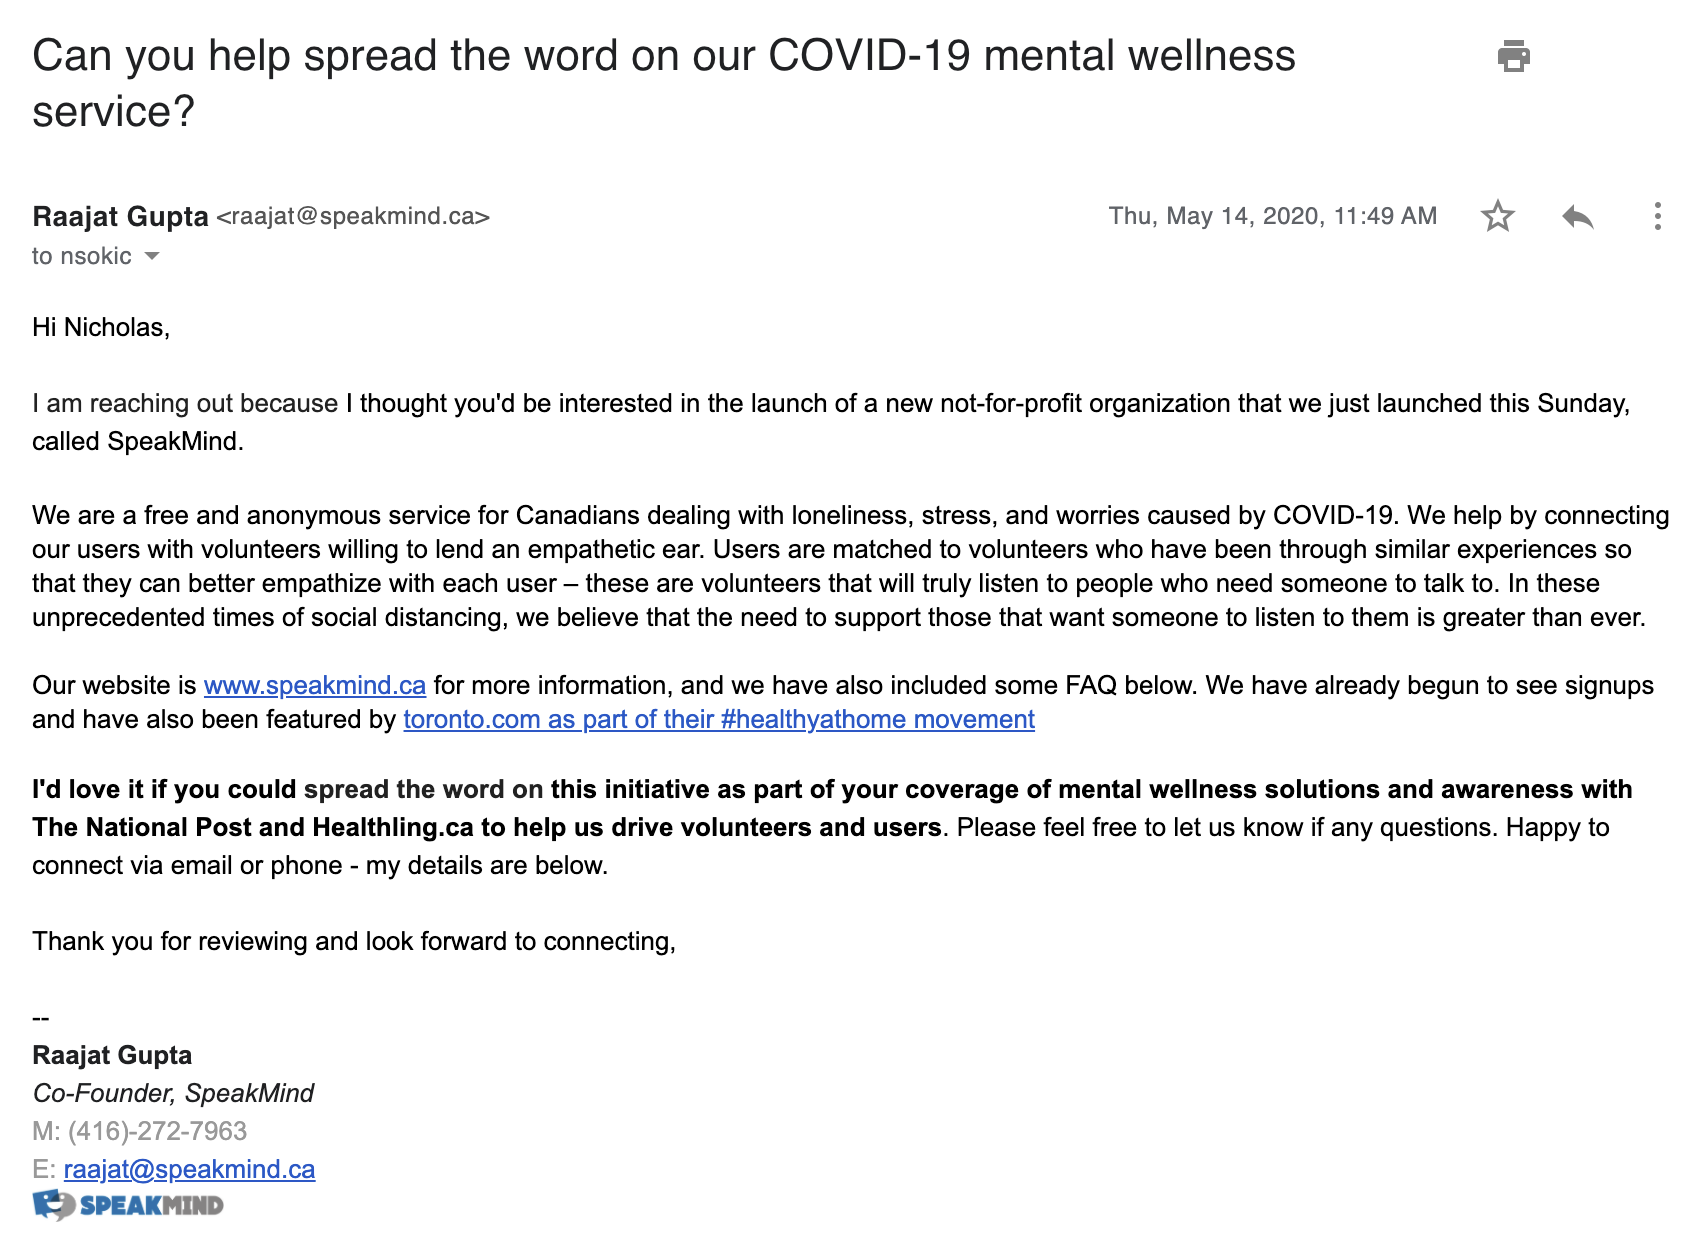 Can you help spread the word on our COVID-19 mental wellness
service?
Raajat Gupta <raajat@speakmind.ca>
Thu, May 14, 2020, 11:49 AM
to nsokic
Hi Nicholas,
I am reaching out because I thought you'd be interested in the launch of a new not-for-profit organization that we just launched this Sunday,
called SpeakMind.
We are a free and anonymous service for Canadians dealing with loneliness, stress, and worries caused by COVID-19. We help by connecting
our users with volunteers willing to lend an empathetic ear. Users are matched to volunteers who have been through similar experiences so
that they can better empathize with each user – these are volunteers that will truly listen to people who need someone to talk to. In these
unprecedented times of social distancing, we believe that the need to support those that want someone to listen to them is greater than ever.
Our website is www.speakmind.ca for more information, and we have also included some FAQ below. We have already begun to see signups
and have also been featured by toronto.com as part of their #healthyathome movement
I'd love it if you could spread the word on this initiative as part of your coverage of mental wellness solutions and awareness with
The National Post and Healthling.ca to help us drive volunteers and users. Please feel free to let us know if any questions. Happy to
connect via email or phone - my details are below.
Thank you for reviewing and look forward to connecting,
--
Raajat Gupta
Co-Founder, SpeakMind
M: (416)-272-7963
E: raajat@speakmind.ca
SPEAKMIND